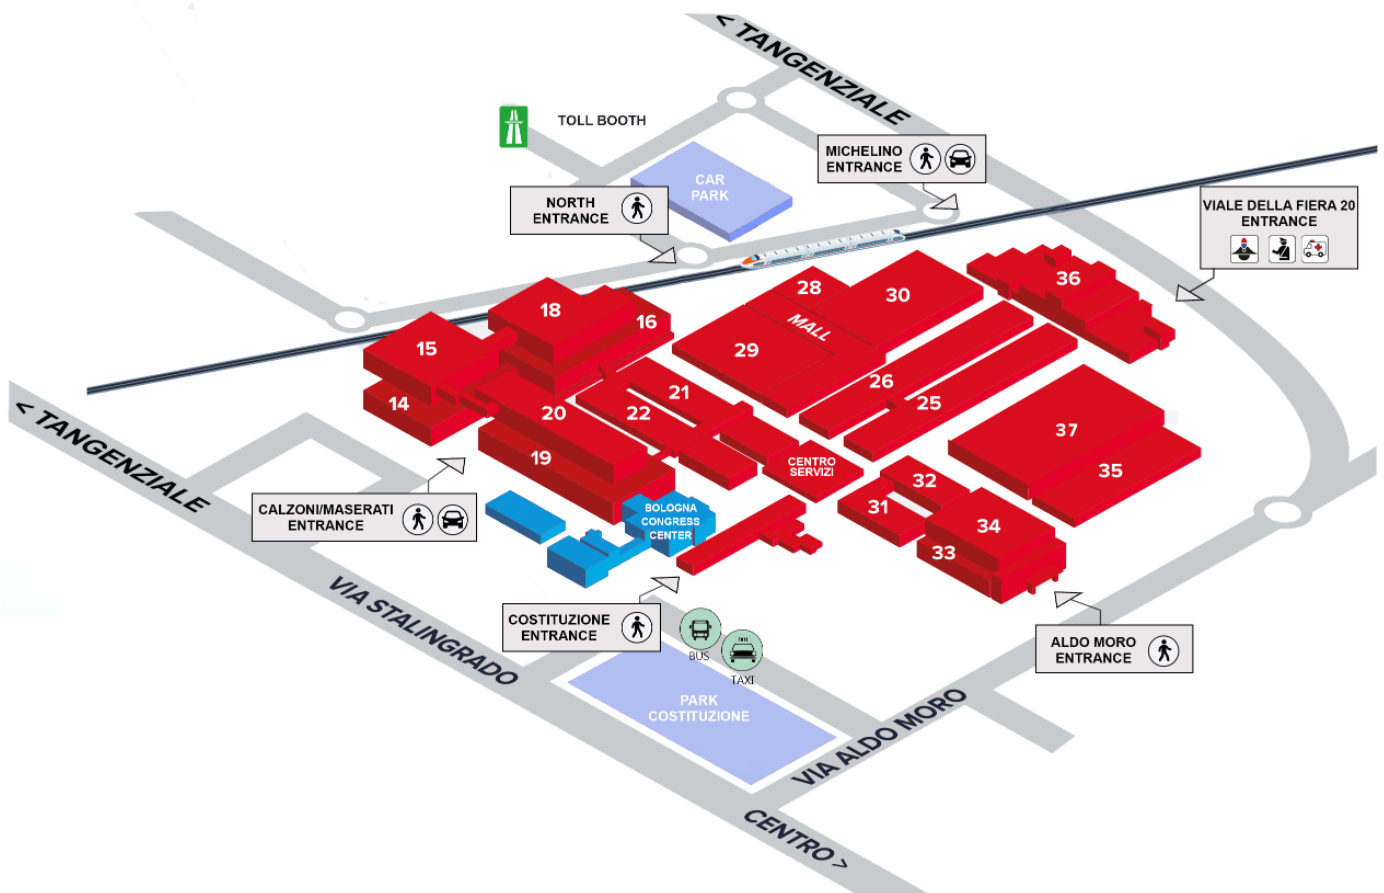 < TANGENZIALE
TOLL BOOTH
MICHELINO
ENTRANCE
CAR
PARK
NORTH
ENTRANCE
VIALE DELLA FIERA 20
ENTRANCE
36
28
30
18
16
MALL
15
29
26
21
25
14
20
22
37
19
CENTRO
SERVIZI
35
32
31
34
33
< TANGENZIALE
CALZONI/MASERATI
ENTRANCE
BOLOGNA
CONGRESS
CENTER
VIA STALINGRADO
COSTITUZIONE
ENTRANCE
BUS
TAXI
TAXI
ALDO MORO
ENTRANCE
PARK
COSTITUZIONE
VIA ALDO MORO
CENTRO >